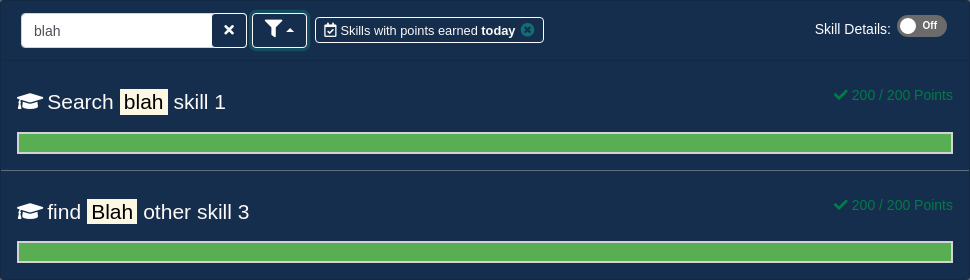 blah
Skills with points earned today
Skill Details: Off
Search blah skill 1
200 / 200 Points
find Blah other skill 3
200 / 200 Points